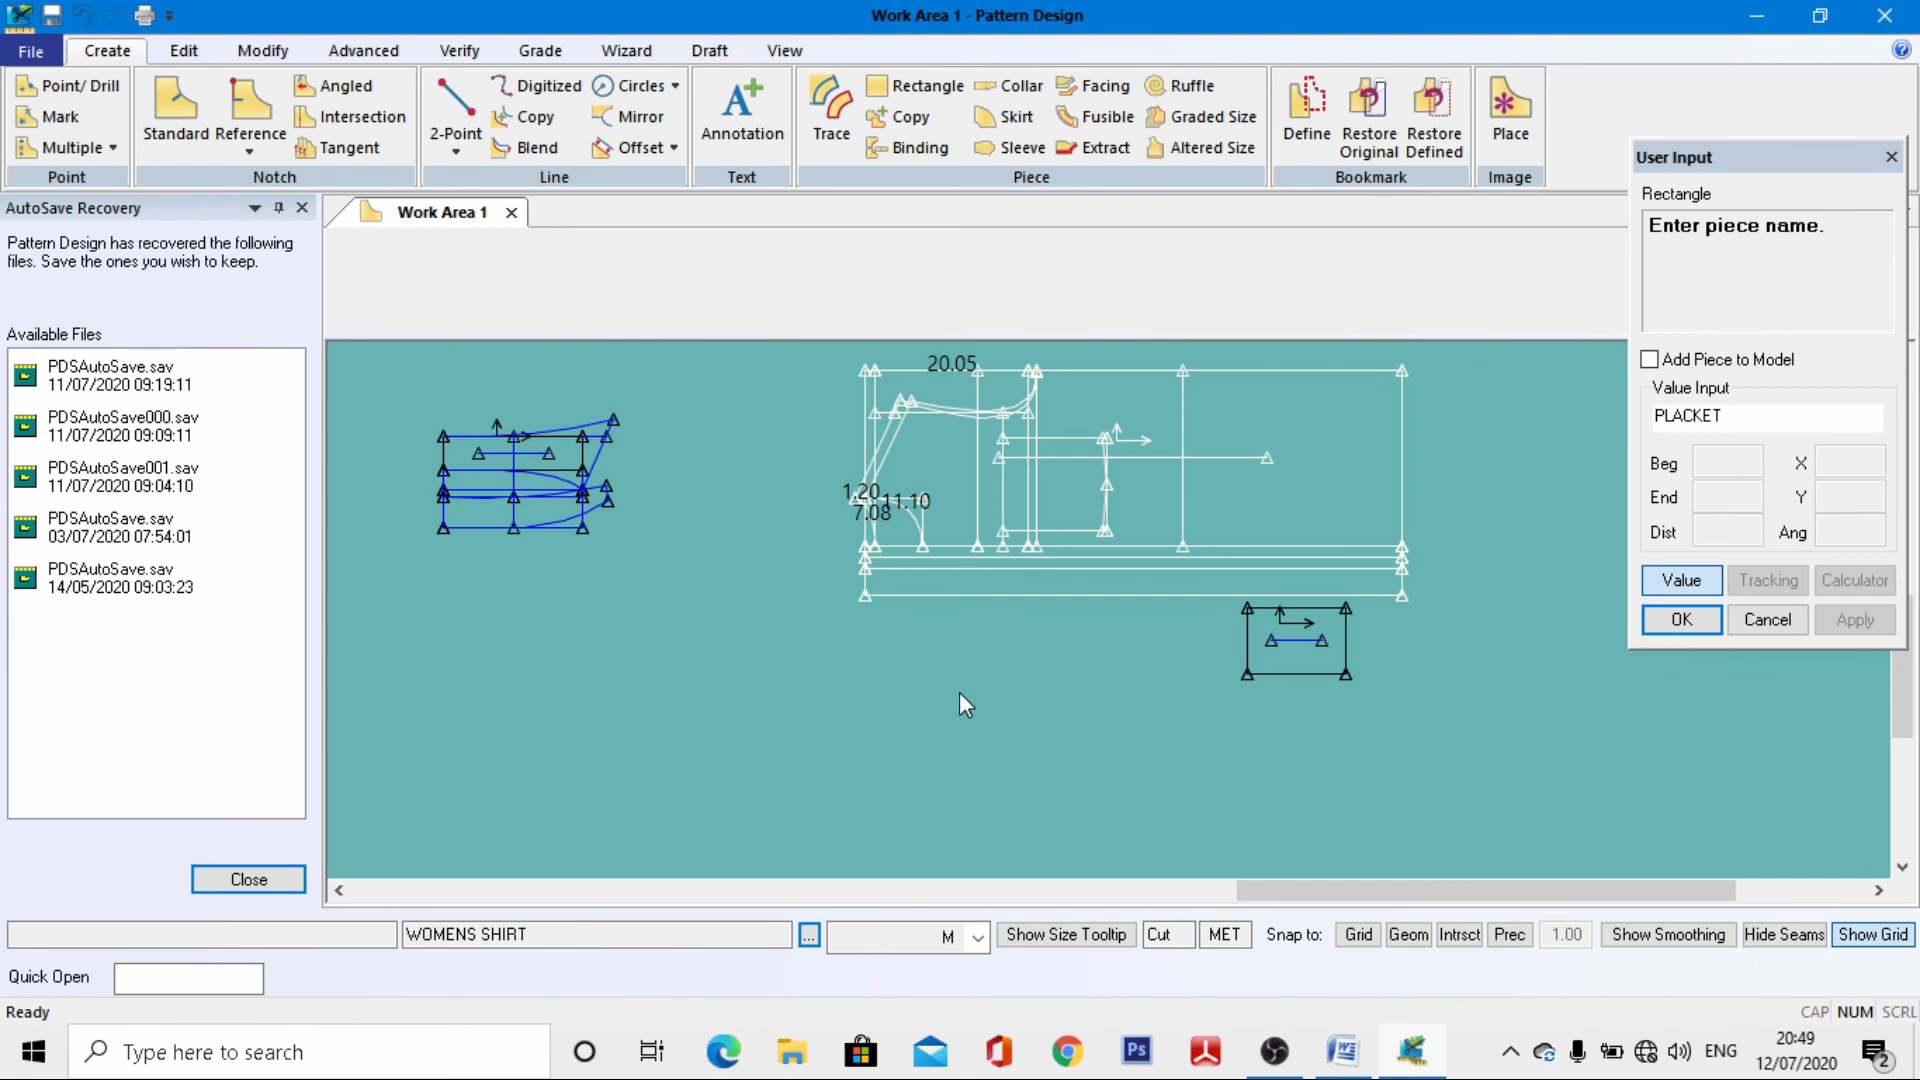 Work Area 1 - Pattern Design
File Create Edit Modify Advanced Verify Grade Wizard Draft View
Point/ Drill
Mark
Multiple
Point
Standard
Reference
Angled
Intersection
Tangent
Notch
2-Point
Digitized
Copy
Blend
Circles
Mirror
Offset
Line
Annotation
Text
Trace
Rectangle
Copy
Binding
Collar
Skirt
Sleeve
Facing
Fusible
Extract
Ruffle
Graded Size
Altered Size
Piece
Define
Restore Original
Restore Defined
Bookmark
Place
Image
AutoSave Recovery
Pattern Design has recovered the following
files. Save the ones you wish to keep.
Available Files
PDSAutoSave.sav
11/07/2020 09:19:11
PDSAutoSave000.sav
11/07/2020 09:09:11
PDSAutoSave001.sav
11/07/2020 09:04:10
PDSAutoSave.sav
03/07/2020 07:54:01
PDSAutoSave.sav
14/05/2020 09:03:23
Close
Work Area 1
20.05
1.20
11.10
7.08
User Input
Rectangle
Enter piece name.
Add Piece to Model
Value Input
PLACKET
Beg X
End Y
Dist Ang
Value Tracking Calculator
OK Cancel Apply
WOMENS SHIRT ... M Show Size Tooltip Cut MET Snap to: Grid Geom Intrsct Prec 1.00 Show Smoothing Hide Seams Show Grid
Quick Open
Ready CAP NUM SCRL
Type here to search
Ps
ENG
20:49
12/07/2020
2